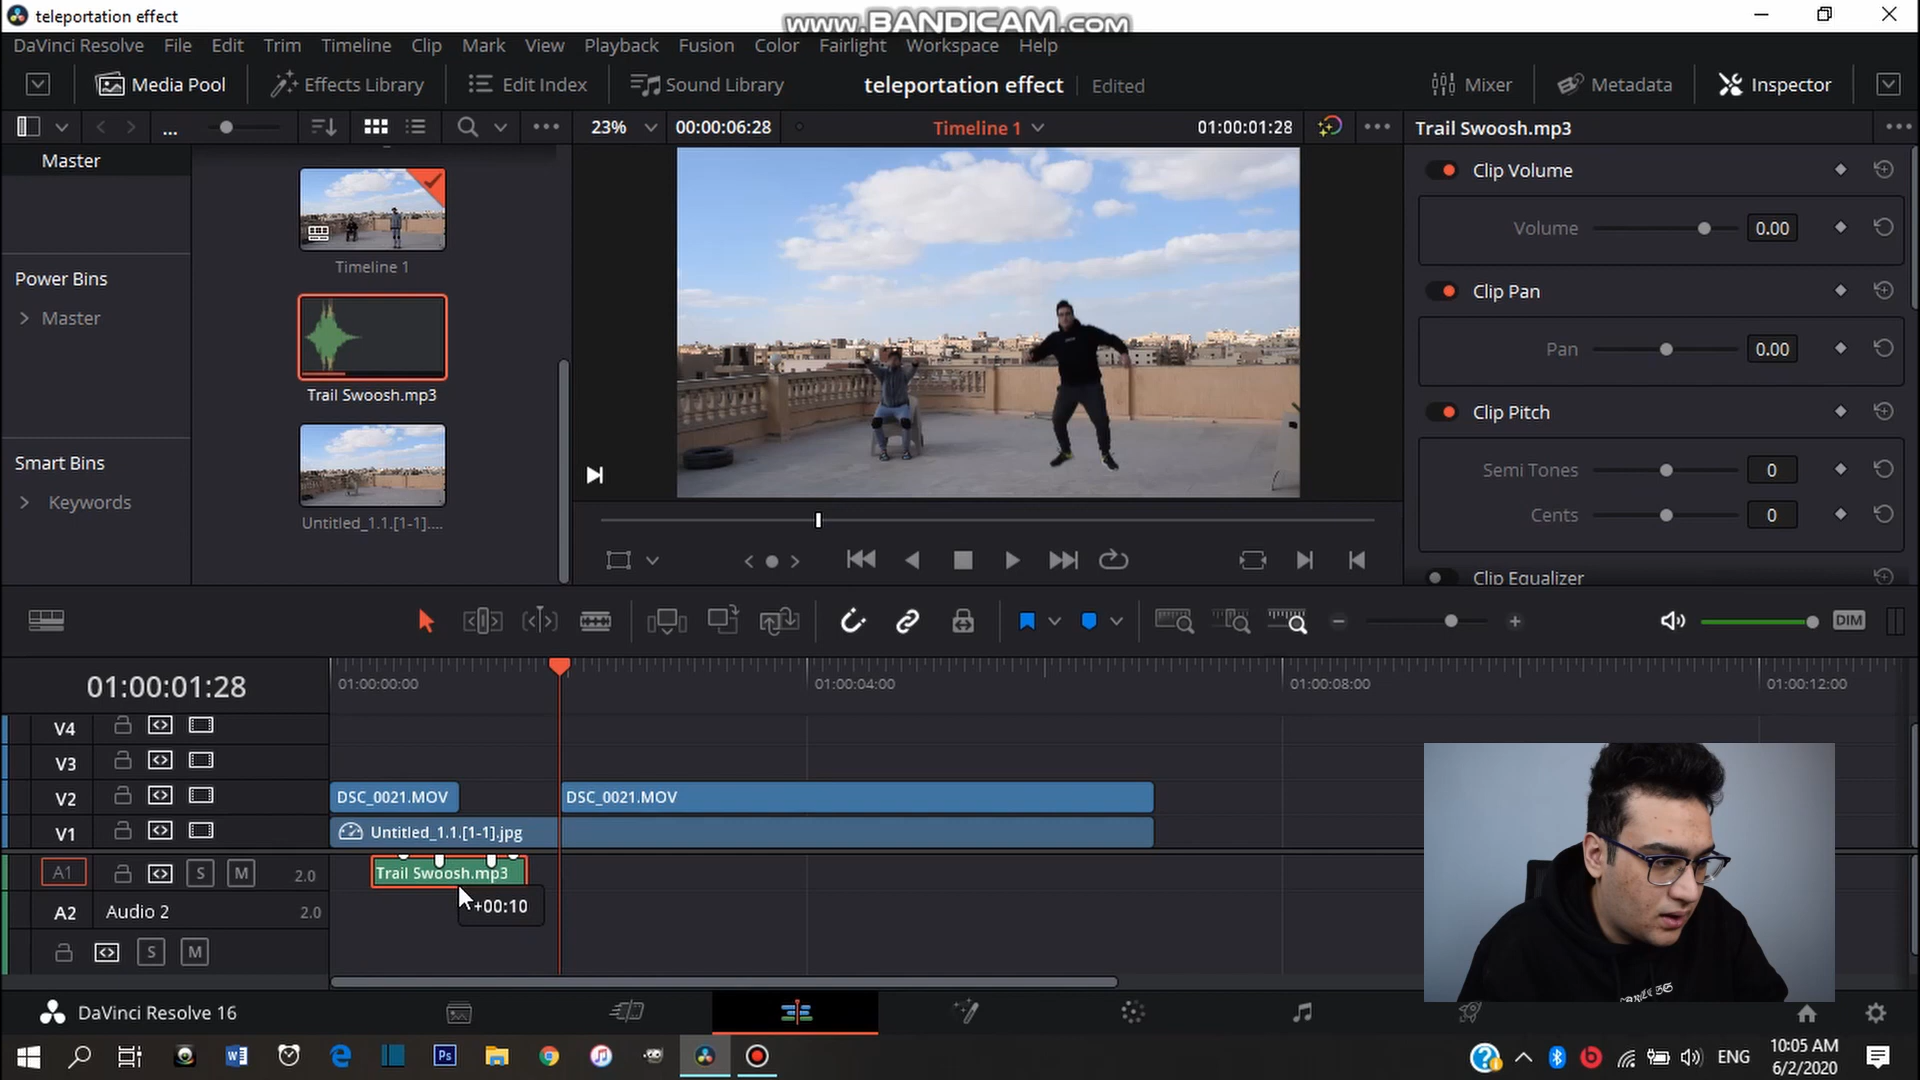 teleportation effect
www.BANDICAM.com
DaVinci Resolve File Edit Trim Timeline Clip Mark View Playback Fusion Color Fairlight Workspace Help
Media Pool Effects Library Edit Index Sound Library teleportation effect Edited Mixer Metadata Inspector
... 23% 00:00:06:28 Timeline 1 01:00:01:28 Trail Swoosh.mp3
Master
Timeline 1
Power Bins
Master
Trail Swoosh.mp3
Smart Bins
Keywords
Untitled_1.1.[1-1]....
Clip Volume
Volume 0.00
Clip Pan
Pan 0.00
Clip Pitch
Semi Tones 0
Cents 0
Clip Equalizer
DIM
01:00:01:28
01:00:00:00 01:00:04:00 01:00:08:00 01:00:12:00
V4
V3
V2 DSC_0021.MOV DSC_0021.MOV
V1 Untitled_1.1.[1-1].jpg
A1 S M 2.0 Trail Swoosh.mp3
A2 Audio 2 2.0 +00:10
S M
DaVinci Resolve 16
Ps
ENG
10:05 AM
6/2/2020